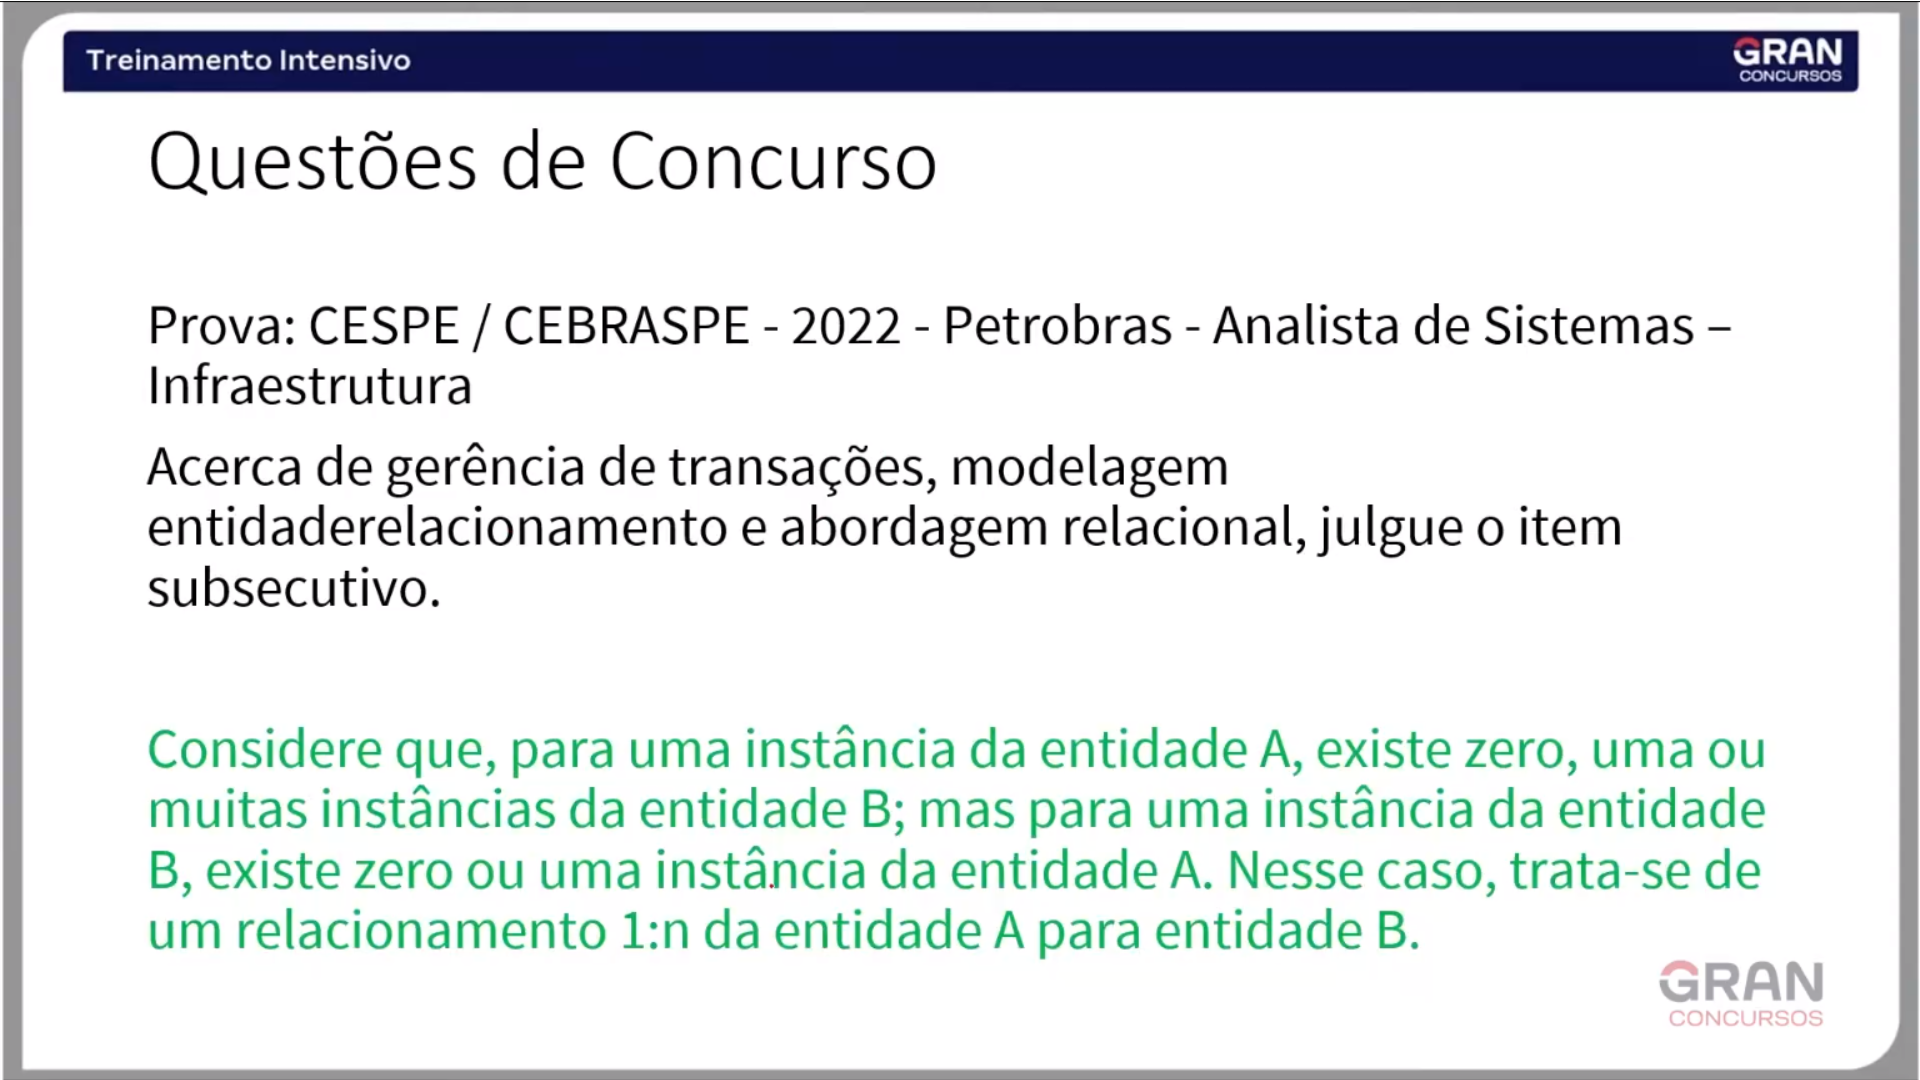 Treinamento Intensivo
GRAN
CONCURSOS
Questões de Concurso
Prova: CESPE / CEBRASPE - 2022 - Petrobras - Analista de Sistemas –
Infraestrutura
Acerca de gerência de transações, modelagem
entidaderelacionamento e abordagem relacional, julgue o item
subsecutivo.
Considere que, para uma instância da entidade A, existe zero, uma ou
muitas instâncias da entidade B; mas para uma instância da entidade
B, existe zero ou uma instância da entidade A. Nesse caso, trata-se de
um relacionamento 1:n da entidade A para entidade B.
GRAN
CONCURSOS